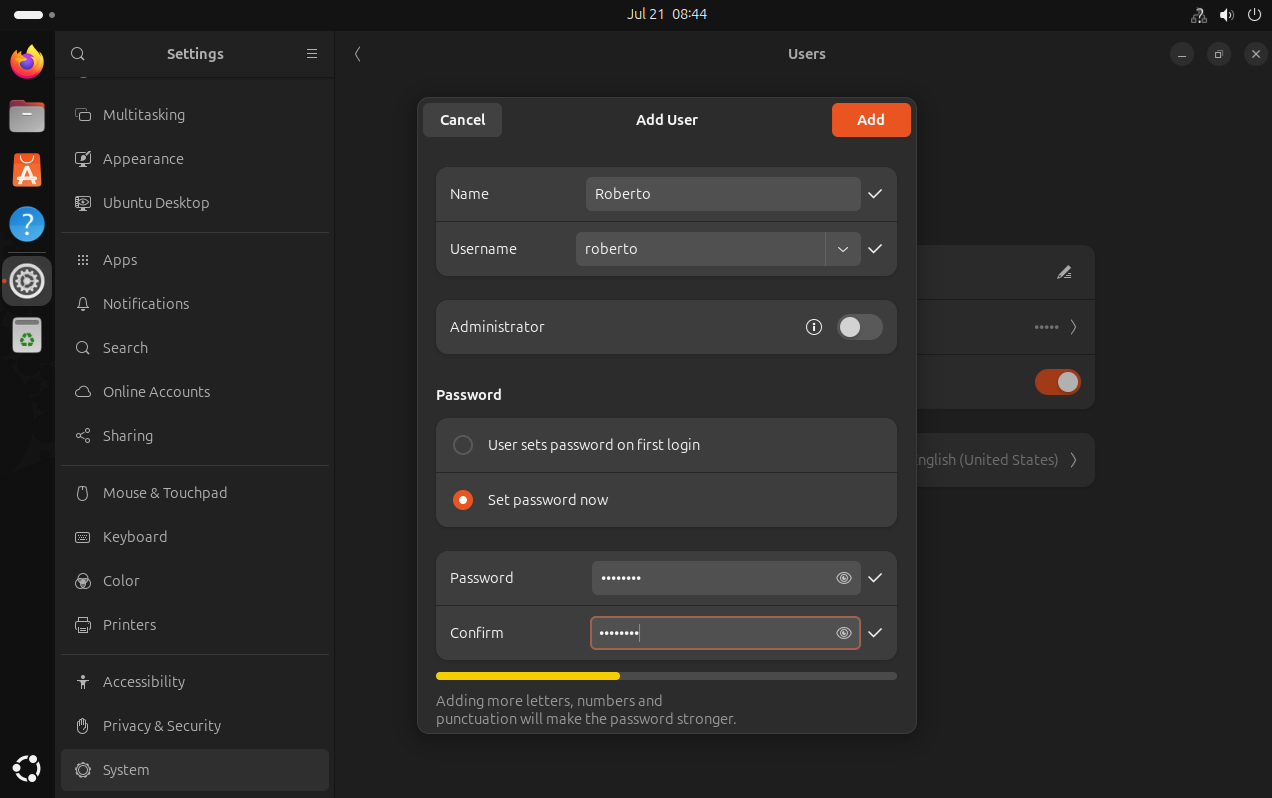 Jul 21 08:44
Settings
Users
Multitasking
Appearance
Ubuntu Desktop
Apps
Notifications
Search
Online Accounts
Sharing
Mouse & Touchpad
Keyboard
Color
Printers
Accessibility
Privacy & Security
System
Cancel
Add User
Add
Name
Roberto
Username
roberto
Administrator
Password
User sets password on first login
Set password now
Password
••••••••
Confirm
••••••••
Adding more letters, numbers and
punctuation will make the password stronger.
•••••
(United States)